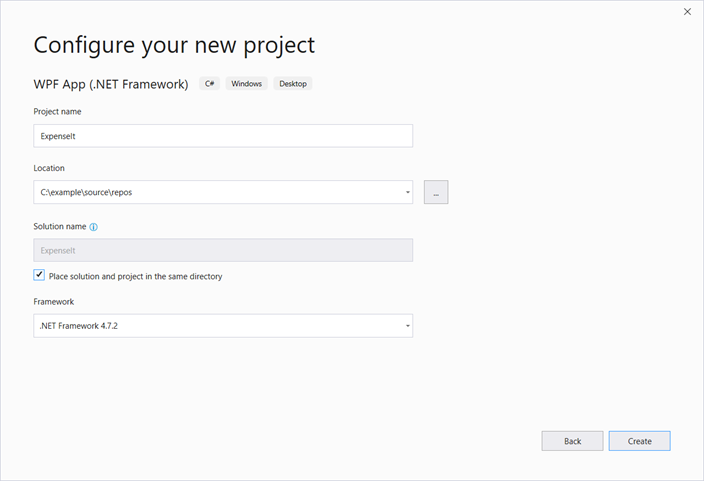 Configure your new project
WPF App (.NET Framework) C# Windows Desktop
Project name
ExpenseIt
Location
C:\example\source\repos
...
Solution name
ExpenseIt
Place solution and project in the same directory
Framework
.NET Framework 4.7.2
Back Create